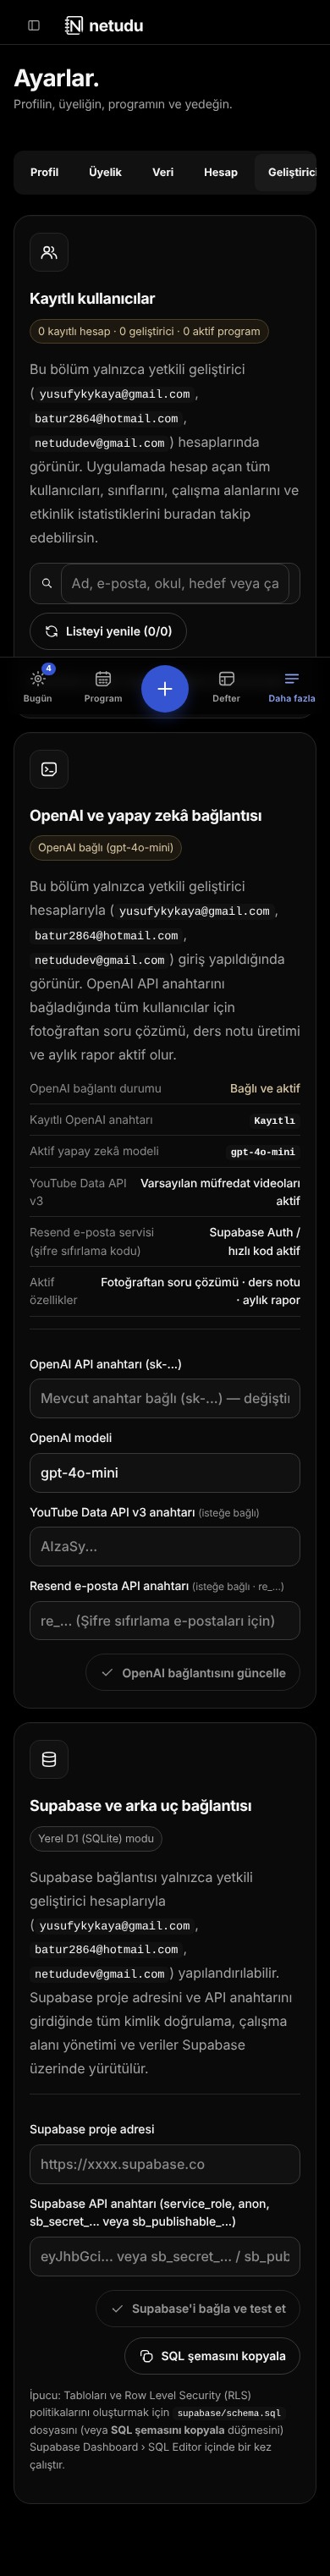 netudu
Ayarlar.
Profilin, üyeliğin, programın ve yedeğin.
Profil Üyelik Veri Hesap Geliştirici
Kayıtlı kullanıcılar
0 kayıtlı hesap · 0 geliştirici · 0 aktif program
Bu bölüm yalnızca yetkili geliştirici
( yusufykykaya@gmail.com ,
batur2864@hotmail.com ,
netududev@gmail.com ) hesaplarında
görünür. Uygulamada hesap açan tüm
kullanıcıları, sınıflarını, çalışma alanlarını ve
etkinlik istatistiklerini buradan takip
edebilirsin.
Ad, e-posta, okul, hedef veya ça
Listeyi yenile (0/0)
4
Bugün Program + Defter Daha fazla
OpenAI ve yapay zekâ bağlantısı
OpenAI bağlı (gpt-4o-mini)
Bu bölüm yalnızca yetkili geliştirici
hesaplarıyla ( yusufykykaya@gmail.com ,
batur2864@hotmail.com ,
netududev@gmail.com ) giriş yapıldığında
görünür. OpenAI API anahtarını
bağladığında tüm kullanıcılar için
fotoğraftan soru çözümü, ders notu üretimi
ve aylık rapor aktif olur.
OpenAI bağlantı durumu Bağlı ve aktif
Kayıtlı OpenAI anahtarı Kayıtlı
Aktif yapay zekâ modeli gpt-4o-mini
YouTube Data API Varsayılan müfredat videoları
v3 aktif
Resend e-posta servisi Supabase Auth /
(şifre sıfırlama kodu) hızlı kod aktif
Aktif Fotoğraftan soru çözümü · ders notu
özellikler · aylık rapor
OpenAI API anahtarı (sk-...)
Mevcut anahtar bağlı (sk-...) — değiştir
OpenAI modeli
gpt-4o-mini
YouTube Data API v3 anahtarı (isteğe bağlı)
AIzaSy...
Resend e-posta API anahtarı (isteğe bağlı · re_...)
re_... (Şifre sıfırlama e-postaları için)
OpenAI bağlantısını güncelle
Supabase ve arka uç bağlantısı
Yerel D1 (SQLite) modu
Supabase bağlantısı yalnızca yetkili
geliştirici hesaplarıyla
( yusufykykaya@gmail.com ,
batur2864@hotmail.com ,
netududev@gmail.com ) yapılandırılabilir.
Supabase proje adresini ve API anahtarını
girdiğinde tüm kimlik doğrulama, çalışma
alanı yönetimi ve veriler Supabase
üzerinde yürütülür.
Supabase proje adresi
https://xxxx.supabase.co
Supabase API anahtarı (service_role, anon,
sb_secret_... veya sb_publishable_...)
eyJhbGci... veya sb_secret_... / sb_pub
Supabase'i bağla ve test et
SQL şemasını kopyala
İpucu: Tabloları ve Row Level Security (RLS)
politikalarını oluşturmak için supabase/schema.sql
dosyasını (veya SQL şemasını kopyala düğmesini)
Supabase Dashboard › SQL Editor içinde bir kez
çalıştır.